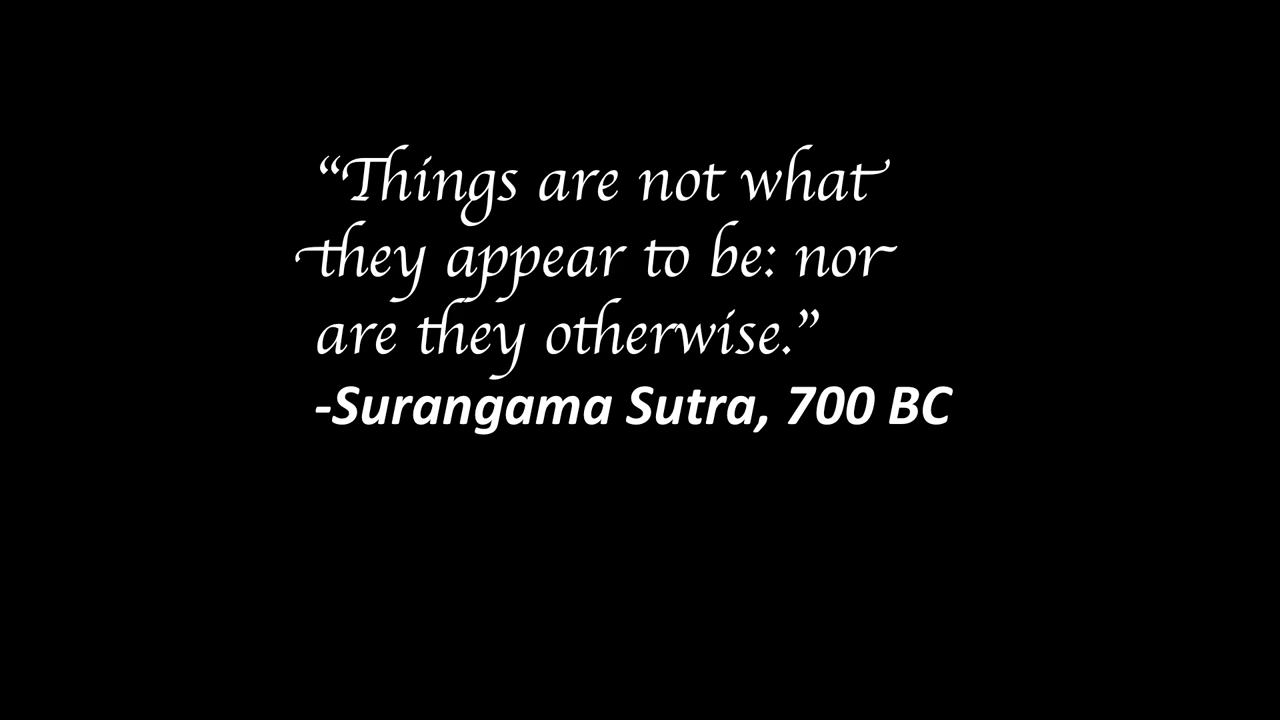 “Things are not what
they appear to be: nor
are they otherwise.”
-Surangama Sutra, 700 BC